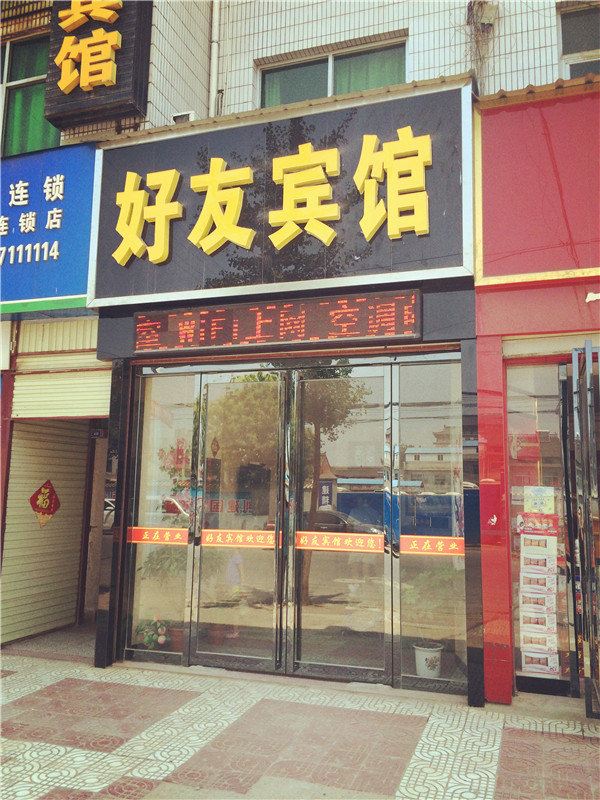 宾馆
连锁
连锁店
7111114
好友宾馆
WiFi上网 空调
福
正在营业
好友宾馆欢迎您
好友宾馆欢迎您!
正在营业